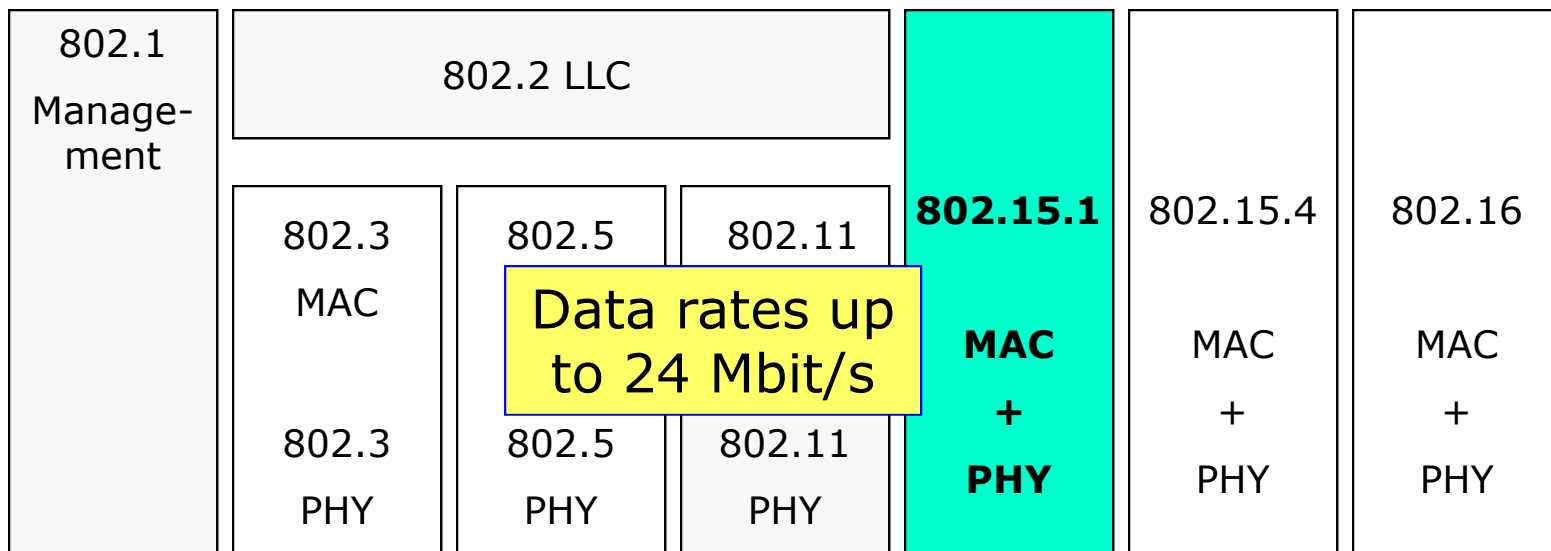 802.1
Manage-
ment
802.2 LLC
802.3
MAC
802.3
PHY
802.5
802.5
PHY
802.11
802.11
PHY
Data rates up
to 24 Mbit/s
802.15.1
MAC
+
PHY
802.15.4
MAC
+
PHY
802.16
MAC
+
PHY